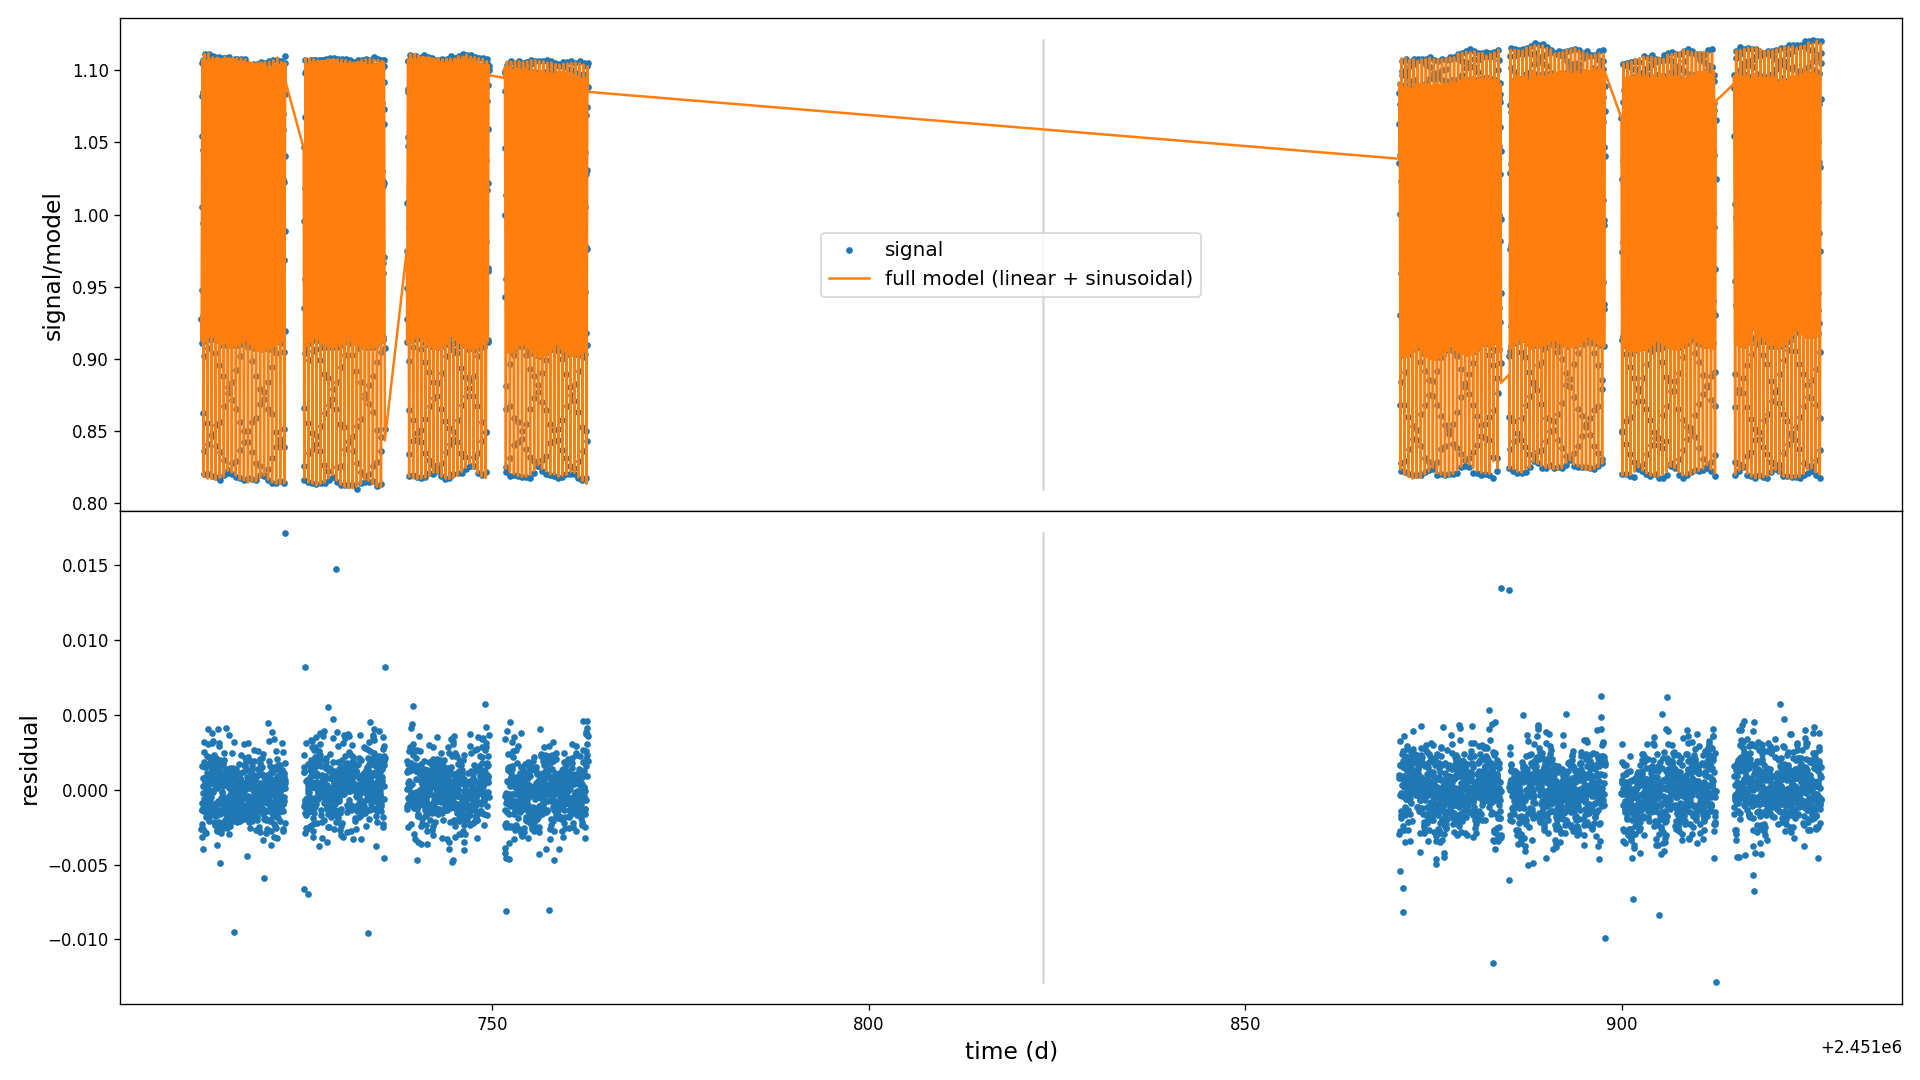 1.10
1.05
1.00
0.95
0.90
0.85
0.80
signal/model
signal
full model (linear + sinusoidal)
0.015
0.010
0.005
0.000
−0.005
−0.010
residual
750
800
850
900
time (d)
+2.451e6